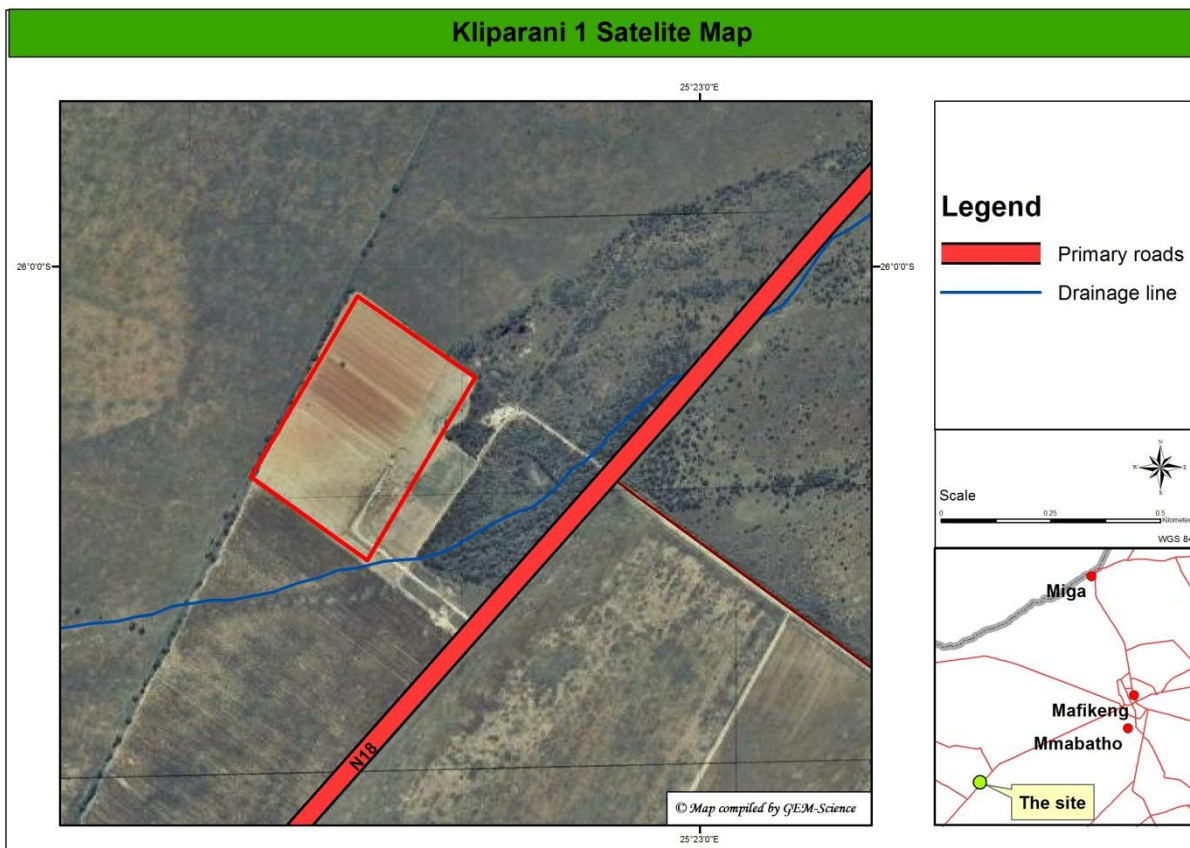 Kliparani 1 Satelite Map
25°23'0"E
26°0'0"S
26°0'0"S
N18
© Map compiled by GEM-Science
25°23'0"E
Legend
Primary roads
Drainage line
N
W E
S
Scale
0 0.25 0.5
Kilometer
WGS 84
Miga
Mafikeng
Mmabatho
The site